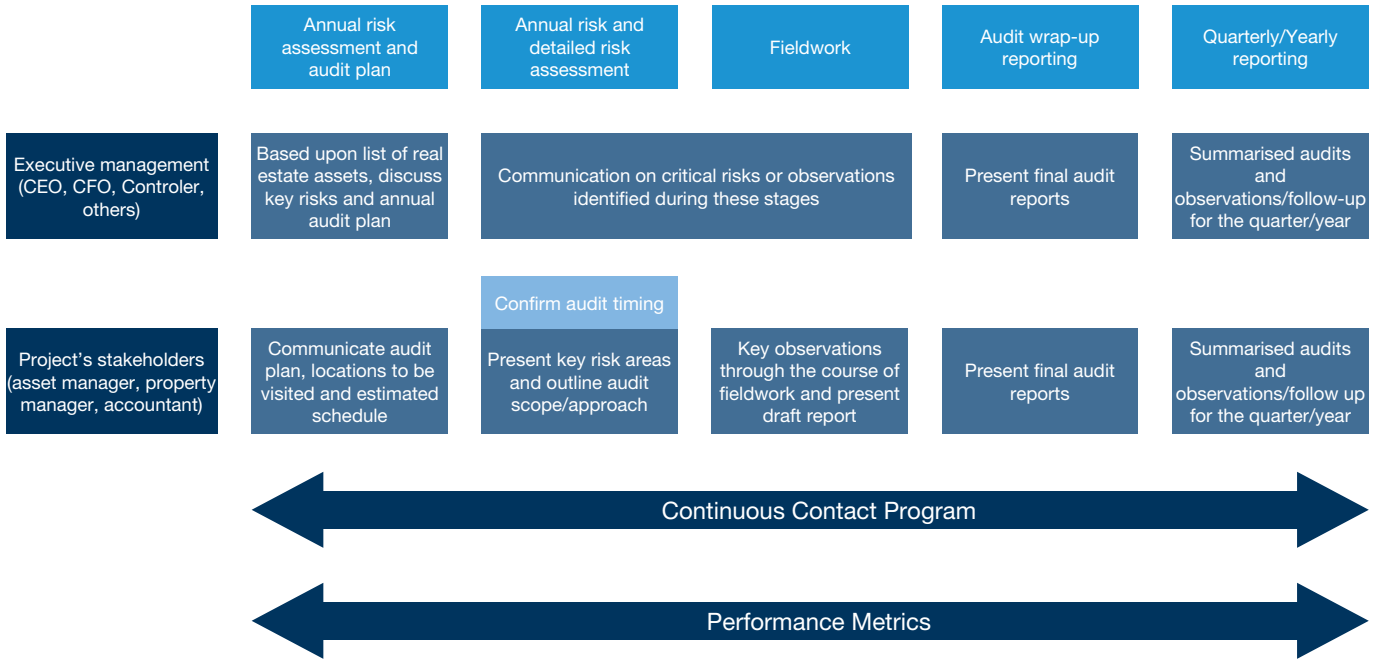 Annual risk
assessment and
audit plan
Annual risk and
detailed risk
assessment
Fieldwork
Audit wrap-up
reporting
Quarterly/Yearly
reporting
Executive management
(CEO, CFO, Controler,
others)
Based upon list of real
estate assets, discuss
key risks and annual
audit plan
Communication on critical risks or observations
identified during these stages
Present final audit
reports
Summarised audits
and
observations/follow-up
for the quarter/year
Confirm audit timing
Project's stakeholders
(asset manager, property
manager, accountant)
Communicate audit
plan, locations to be
visited and estimated
schedule
Present key risk areas
and outline audit
scope/approach
Key observations
through the course of
fieldwork and present
draft report
Present final audit
reports
Summarised audits
and
observations/follow up
for the quarter/year
Continuous Contact Program
Performance Metrics